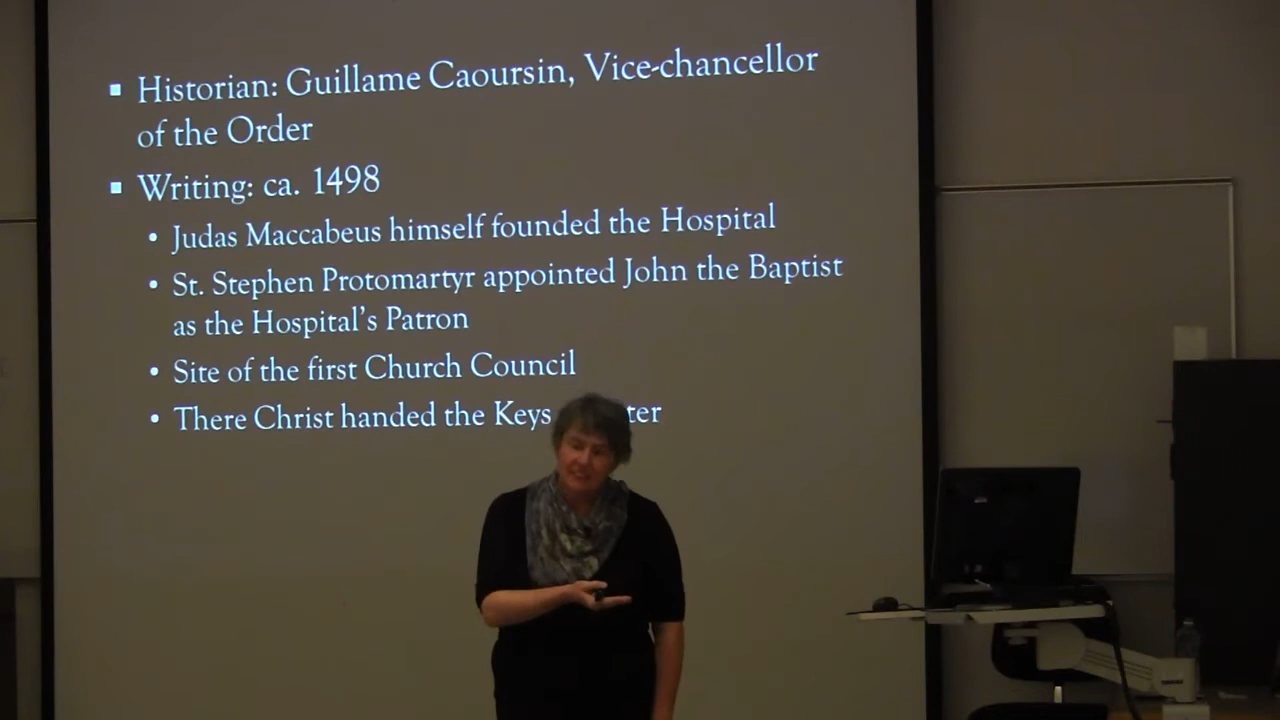 Historian: Guillame Caoursin, Vice-chancellor
of the Order
Writing: ca. 1498
Judas Maccabeus himself founded the Hospital
St. Stephen Protomartyr appointed John the Baptist
as the Hospital's Patron
Site of the first Church Council
There Christ handed the Keys